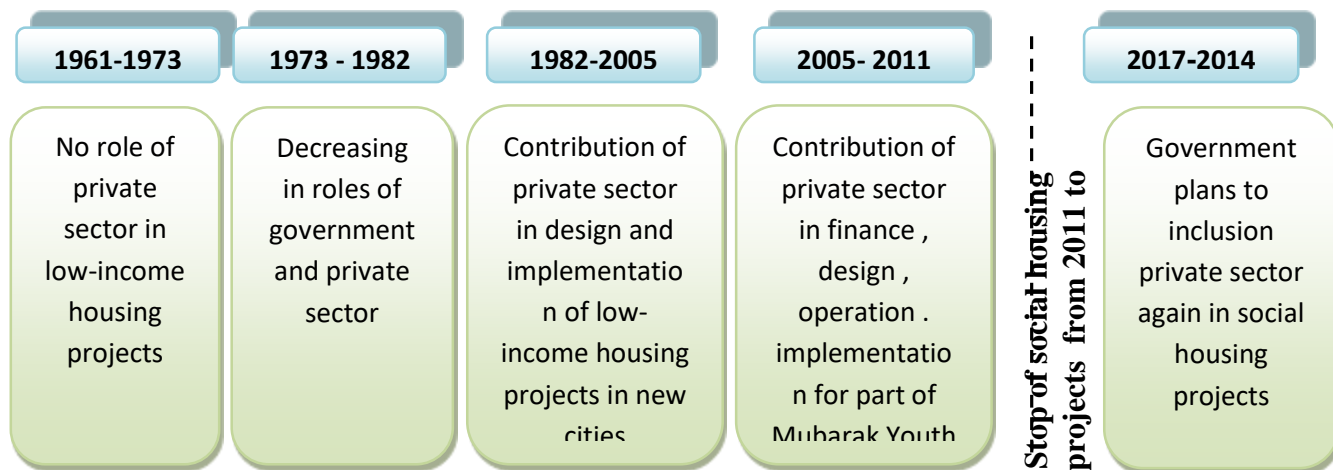 1961-1973
No role of
private
sector in
low-income
housing
projects
1973 - 1982
Decreasing
in roles of
government
and private
sector
1982-2005
Contribution of
private sector
in design and
implementatio
n of low-
income housing
projects in new
cities
2005- 2011
Contribution of
private sector
in finance ,
design ,
operation .
implementatio
n for part of
Mubarak Youth
Stop of social housing
projects from 2011 to
2017-2014
Government
plans to
inclusion
private sector
again in social
housing
projects